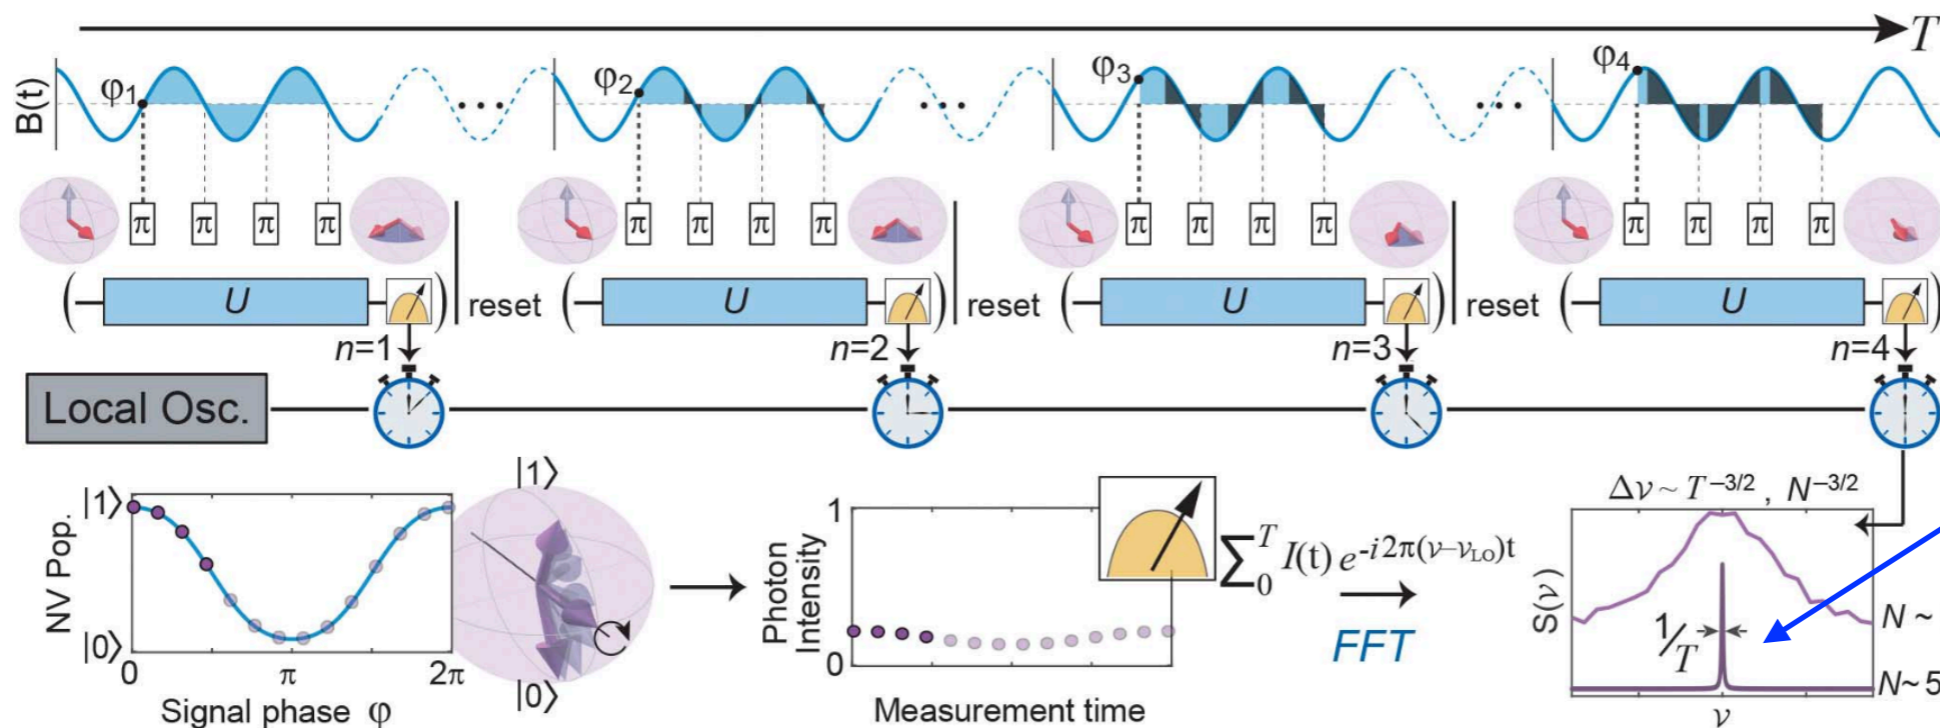 T
B(t)
φ1 φ2 φ3 φ4
π π π π π π π π π π π π π π π π
( U ) reset ( U ) reset ( U ) reset ( U )
n=1 n=2 n=3 n=4
Local Osc.
|1⟩
Δν ~ T^-3/2 , N^-3/2
|1⟩
NV Pop.
|0⟩
0 π 2π
Signal phase φ
|0⟩
1
Photon
Intensity
0
Measurement time
∑_0^T I(t) e^-i2π(ν–ν_LO)t
FFT
S(ν)
1/T
N~
N~5
ν